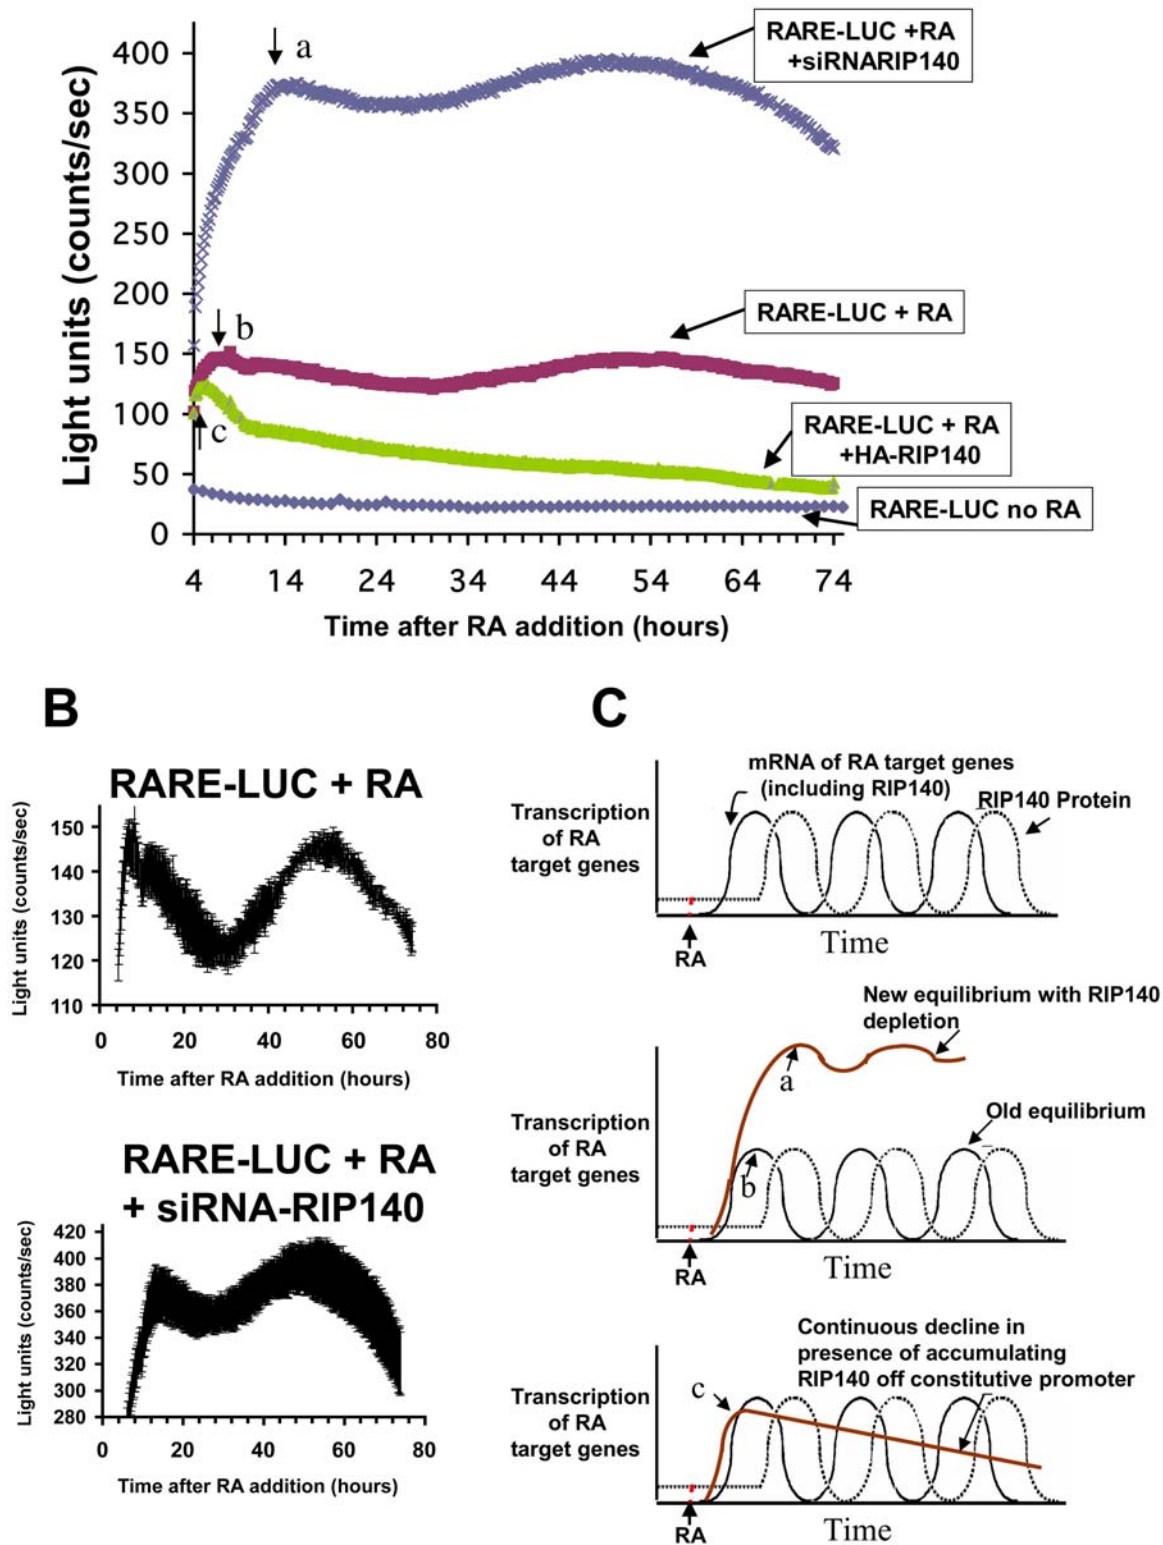 400
350
300
250
200
150
100
50
0
Light units (counts/sec)
a
b
c
RARE-LUC +RA
+siRNARIP140
RARE-LUC + RA
RARE-LUC + RA
+HA-RIP140
RARE-LUC no RA
4 14 24 34 44 54 64 74
Time after RA addition (hours)
B
RARE-LUC + RA
Light units (counts/sec)
150
140
130
120
110
0 20 40 60 80
Time after RA addition (hours)
RARE-LUC + RA
+ siRNA-RIP140
Light units (counts/sec)
420
400
380
360
340
320
300
280
0 20 40 60 80
Time after RA addition (hours)
C
mRNA of RA target genes
(including RIP140)
RIP140 Protein
Transcription
of RA
target genes
RA
Time
New equilibrium with RIP140
depletion
a
Old equilibrium
Transcription
of RA
target genes
b
RA
Time
Continuous decline in
presence of accumulating
RIP140 off constitutive promoter
c
Transcription
of RA
target genes
RA
Time